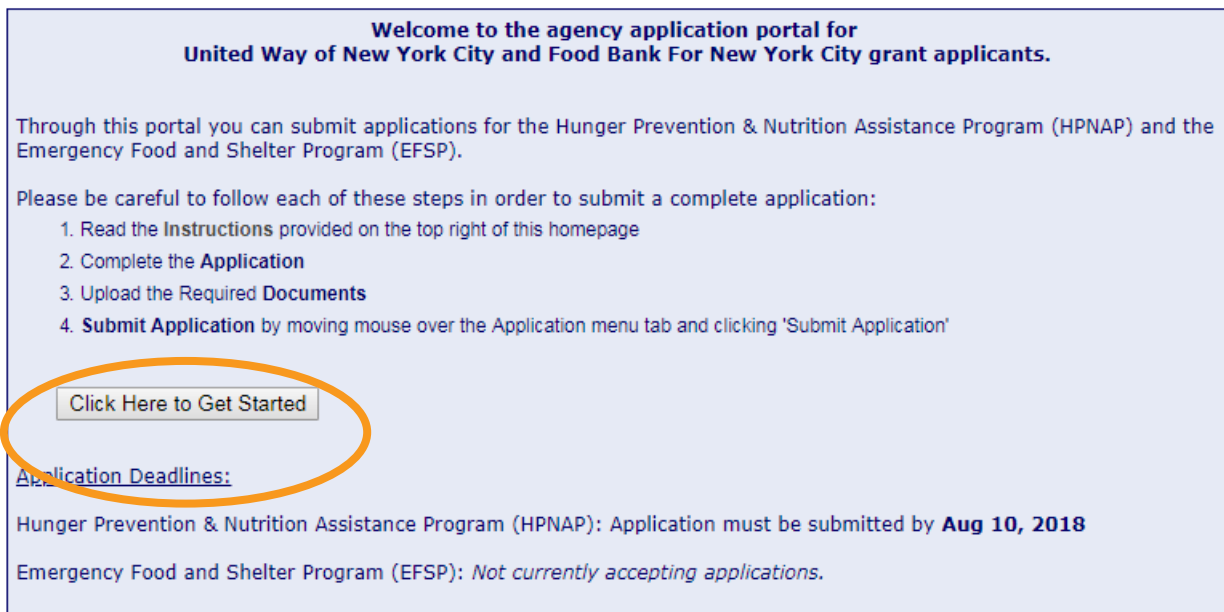 Welcome to the agency application portal for
United Way of New York City and Food Bank For New York City grant applicants.
Through this portal you can submit applications for the Hunger Prevention & Nutrition Assistance Program (HPNAP) and the
Emergency Food and Shelter Program (EFSP).
Please be careful to follow each of these steps in order to submit a complete application:
1. Read the Instructions provided on the top right of this homepage
2. Complete the Application
3. Upload the Required Documents
4. Submit Application by moving mouse over the Application menu tab and clicking 'Submit Application'
Click Here to Get Started
Application Deadlines:
Hunger Prevention & Nutrition Assistance Program (HPNAP): Application must be submitted by Aug 10, 2018
Emergency Food and Shelter Program (EFSP): Not currently accepting applications.